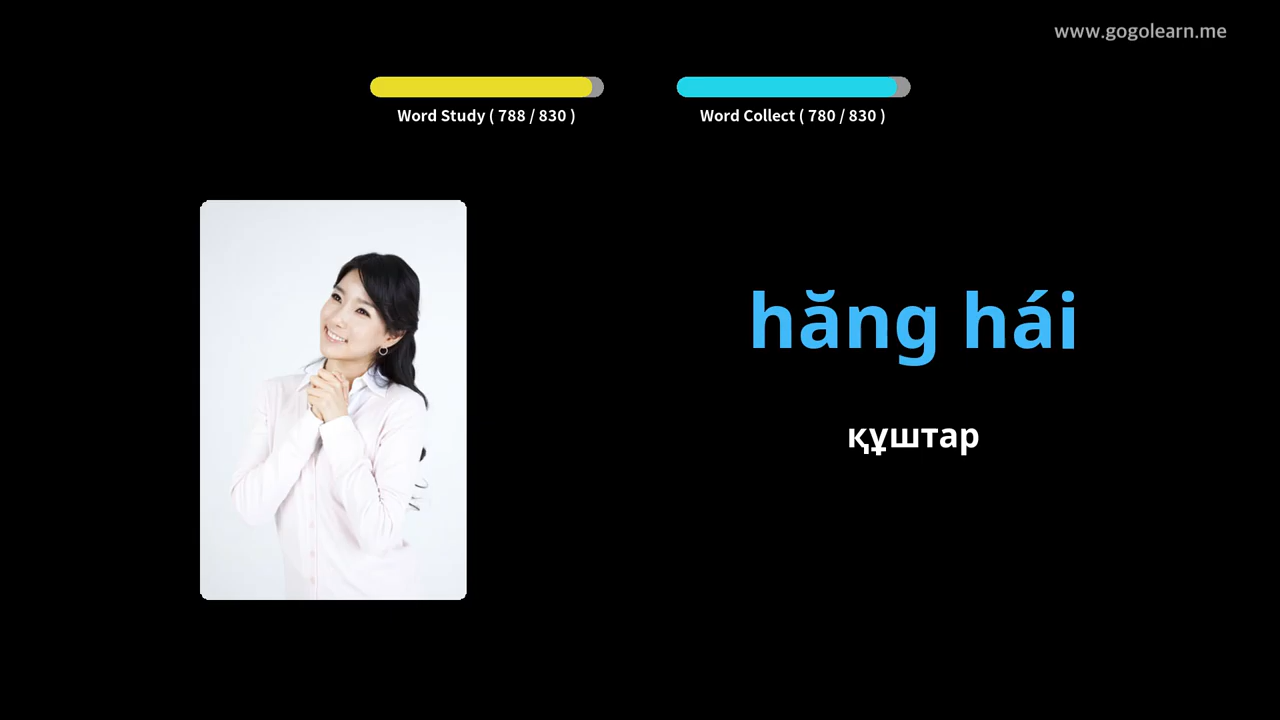 www.gogolearn.me
Word Study ( 788 / 830 )
Word Collect ( 780 / 830 )
hăng hái
құштар